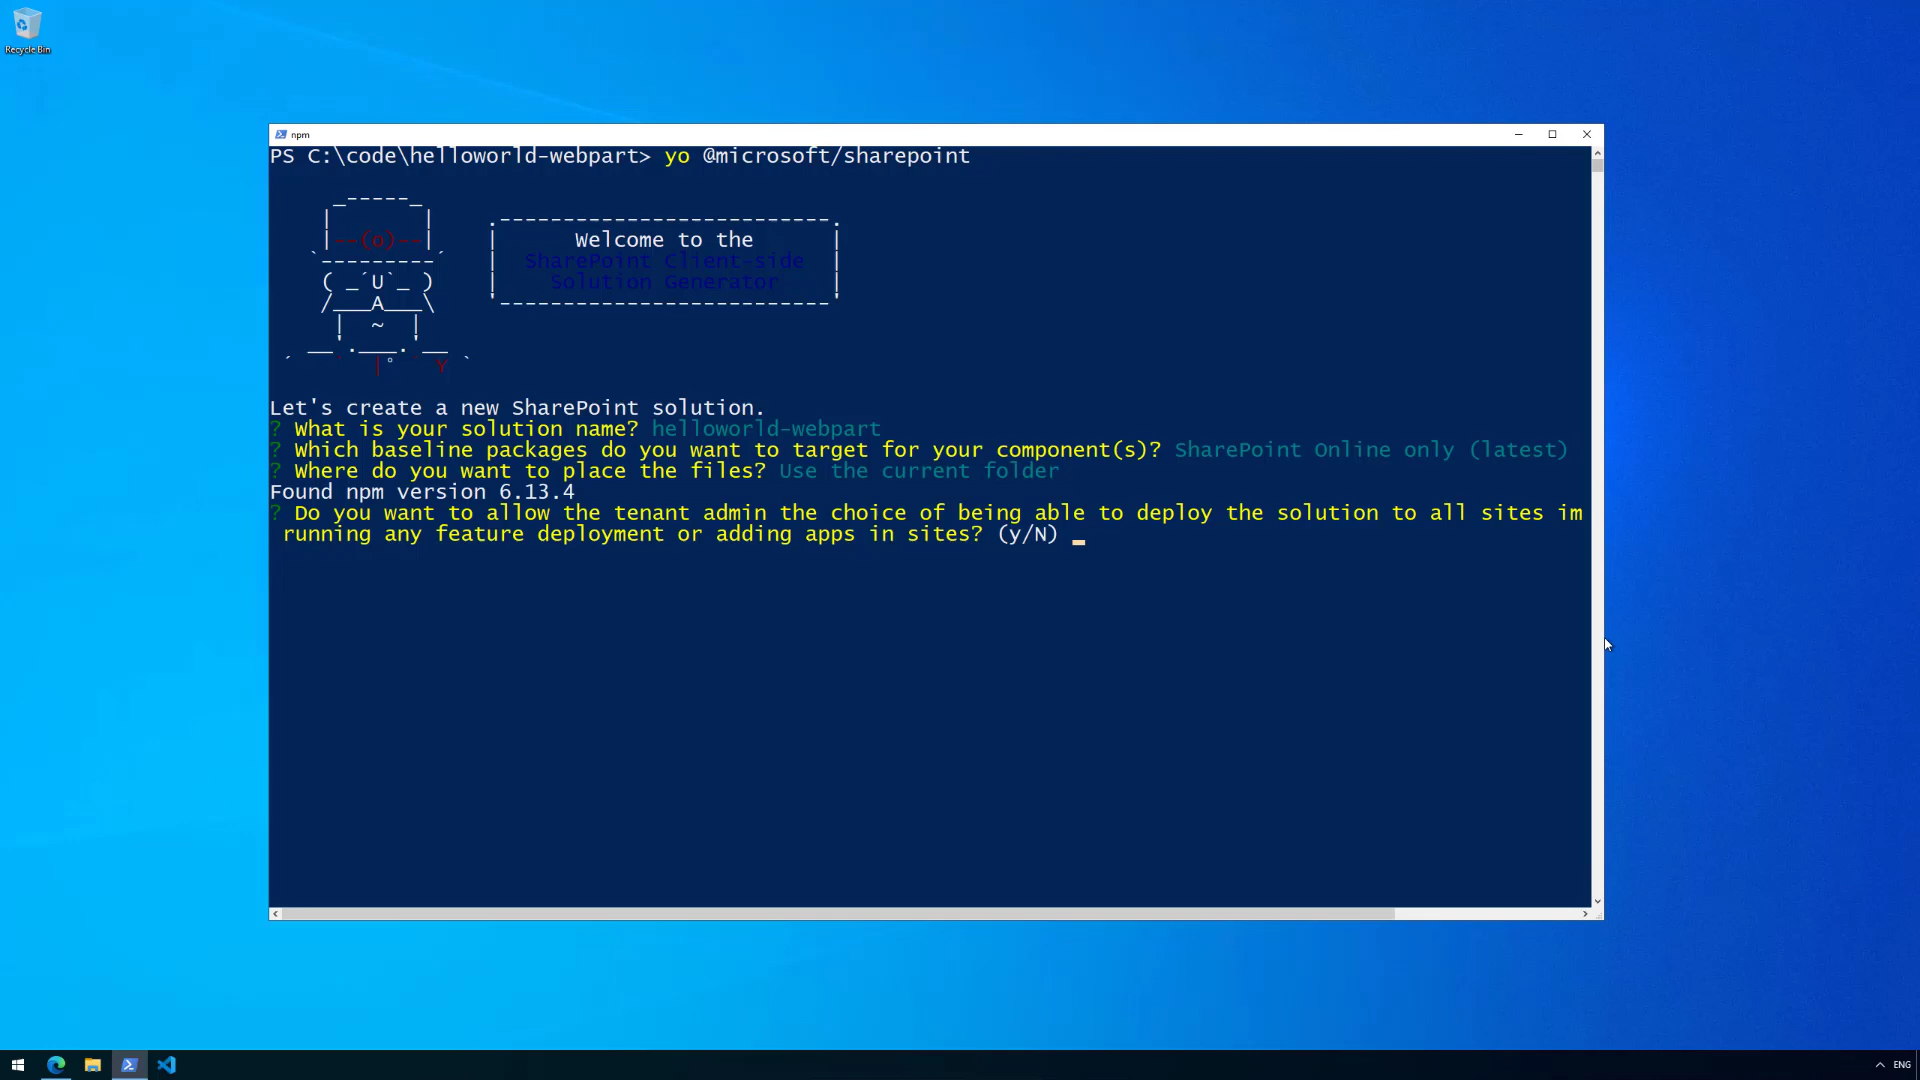 Recycle Bin
npm
PS C:\code\helloworld-webpart> yo @microsoft/sharepoint
Welcome to the
SharePoint Client-side
Solution Generator
Let's create a new SharePoint solution.
? What is your solution name? helloworld-webpart
? Which baseline packages do you want to target for your component(s)? SharePoint Online only (latest)
? Where do you want to place the files? Use the current folder
Found npm version 6.13.4
? Do you want to allow the tenant admin the choice of being able to deploy the solution to all sites im
running any feature deployment or adding apps in sites? (y/N)
ENG